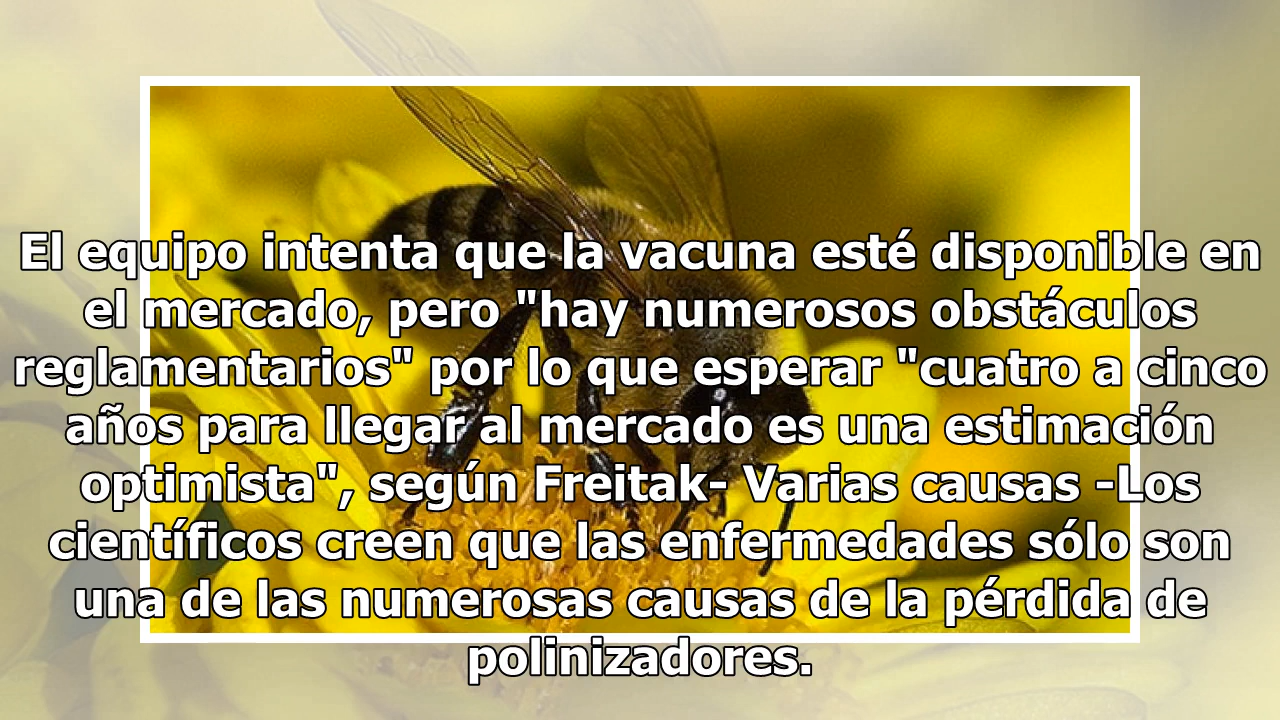 El equipo intenta que la vacuna esté disponible en
el mercado, pero "hay numerosos obstáculos
reglamentarios" por lo que esperar "cuatro a cinco
años para llegar al mercado es una estimación
optimista", según Freitak- Varias causas -Los
científicos creen que las enfermedades sólo son
una de las numerosas causas de la pérdida de
polinizadores.